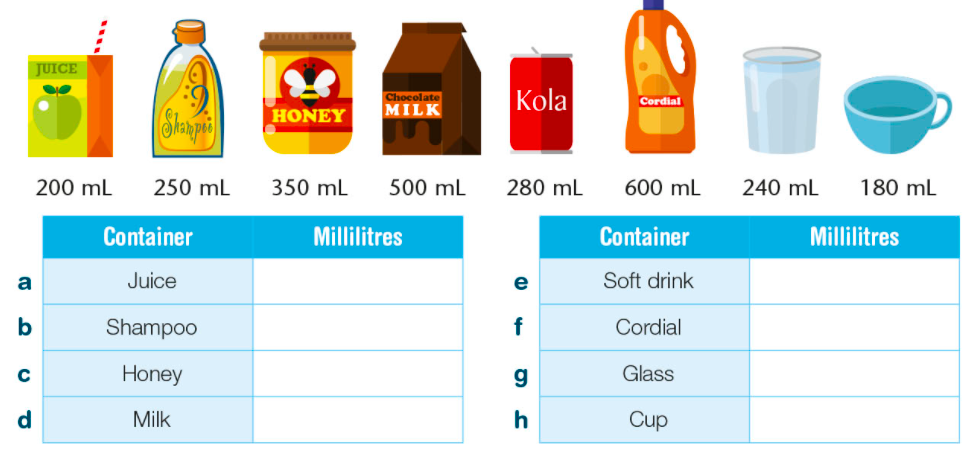 JUICE
Shampoo
HONEY
Chocolate
MILK
Kola
Cordial
200 mL 250 mL 350 mL 500 mL 280 mL 600 mL 240 mL 180 mL
Container Millilitres
a Juice
b Shampoo
c Honey
d Milk
Container Millilitres
e Soft drink
f Cordial
g Glass
h Cup